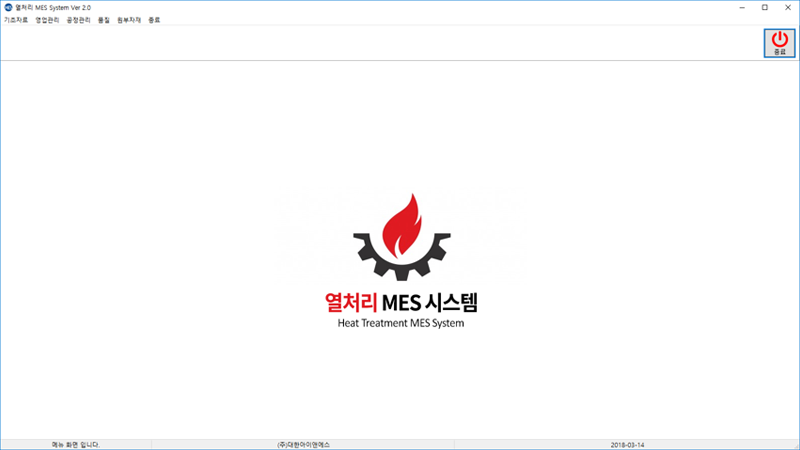 열처리 MES System Ver 2.0
기초자료 영업관리 공정관리 품질 원부자재 종료
종료
열처리 MES 시스템
Heat Treatment MES System
메뉴 화면 입니다. (주)대한아이앤에스 2018-03-14